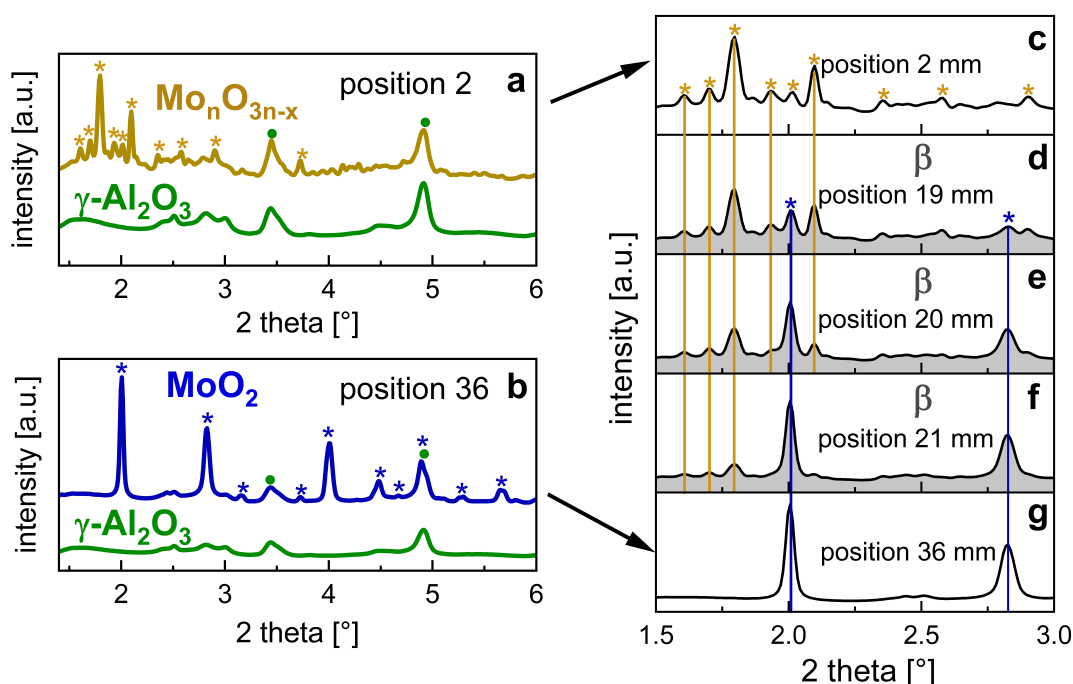 intensity [a.u.]
a
position 2
MoₙO₃ₙ₋ₓ
γ-Al₂O₃
2 3 4 5 6
2 theta [°]
intensity [a.u.]
b
position 36
MoO₂
γ-Al₂O₃
2 3 4 5 6
2 theta [°]
intensity [a.u.]
c
position 2 mm
d
β
position 19 mm
e
β
position 20 mm
f
β
position 21 mm
g
position 36 mm
1.5 2.0 2.5 3.0
2 theta [°]